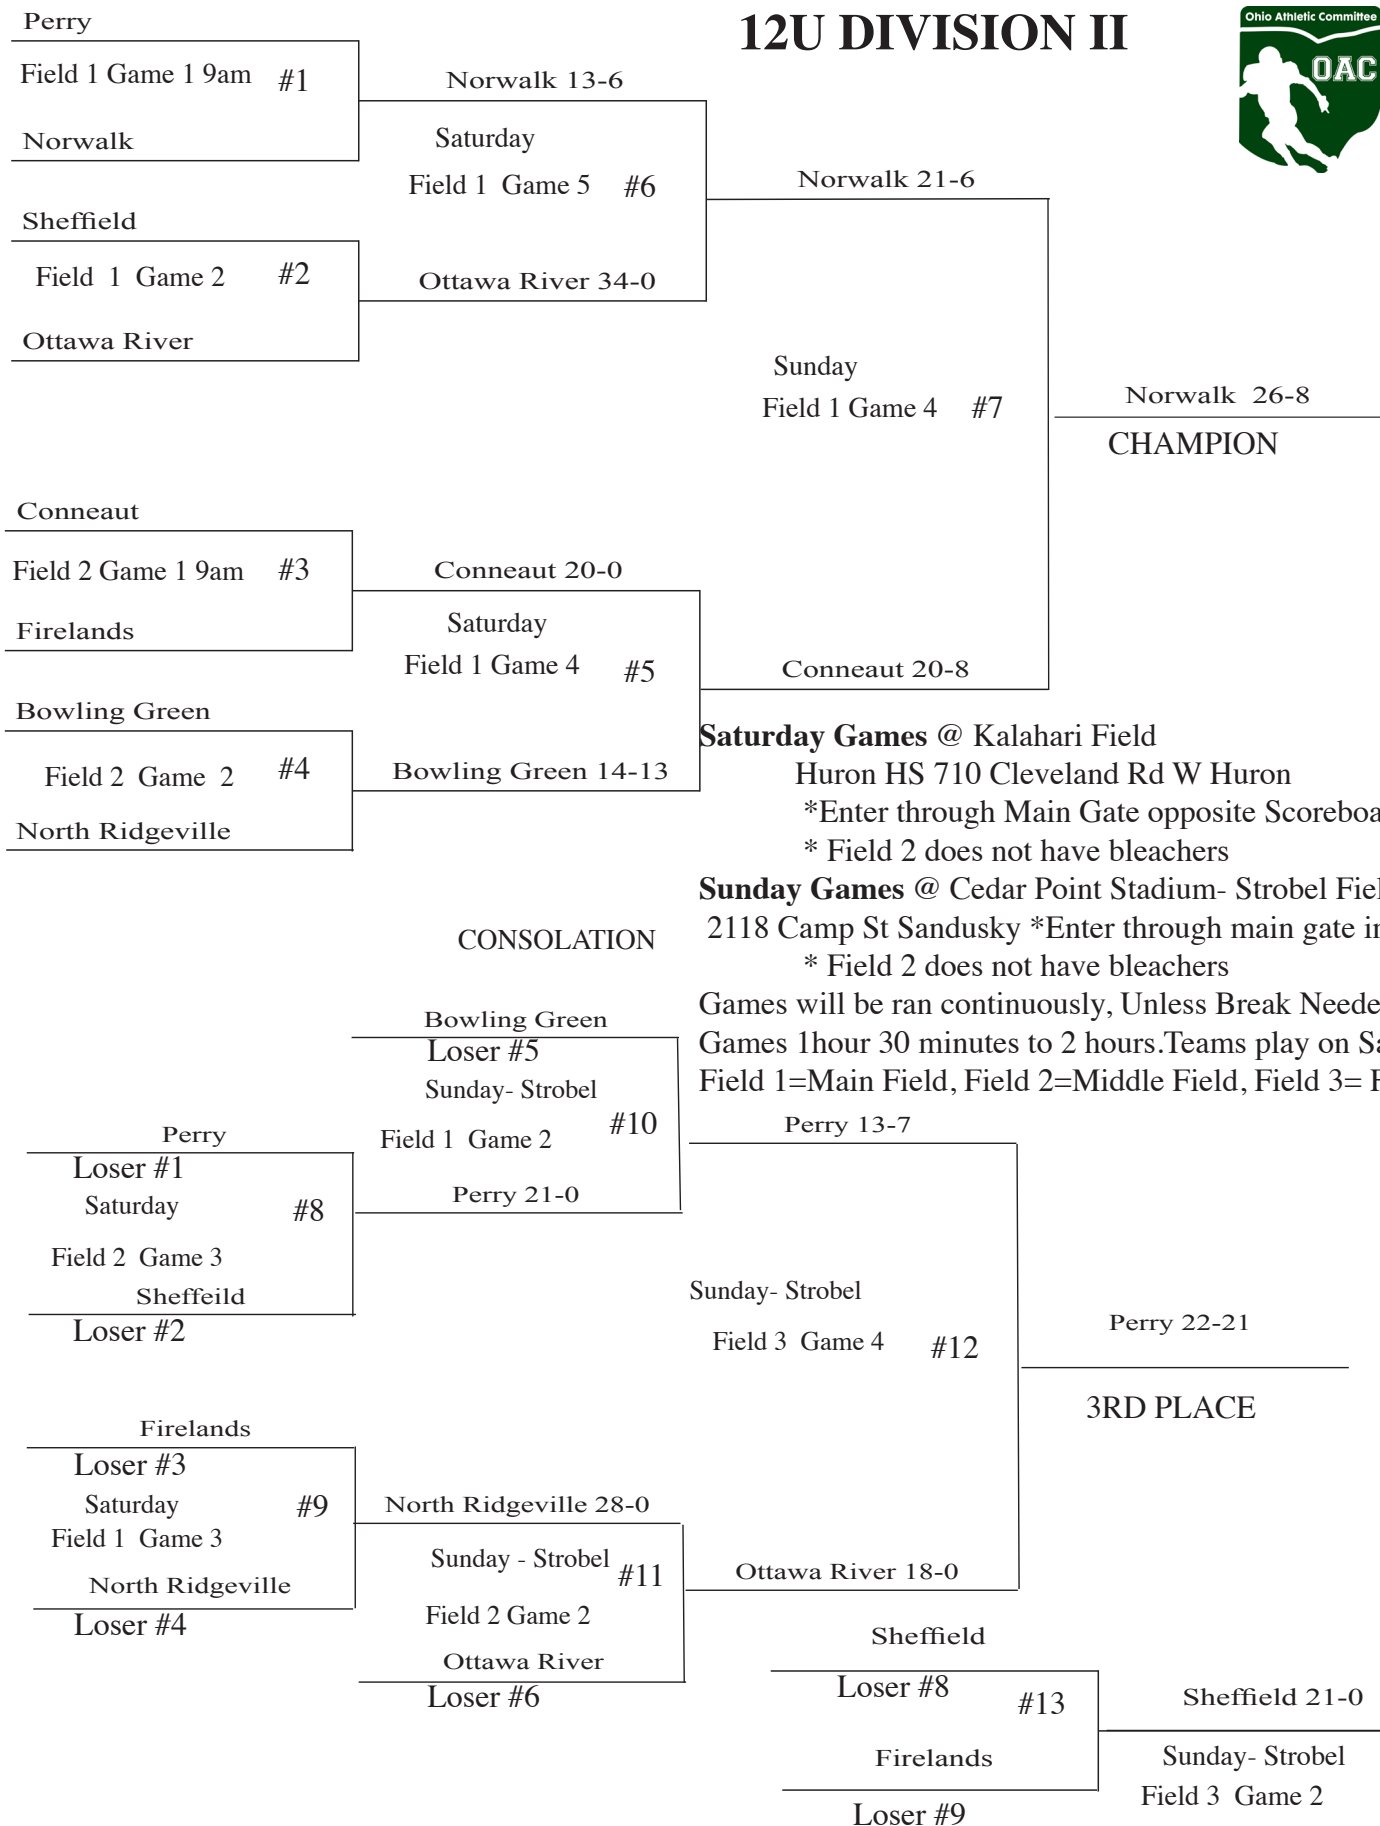 12U DIVISION II
Ohio Athletic Committee
OAC
Perry
Field 1 Game 1 9am #1
Norwalk
Norwalk 13-6
Saturday
Field 1 Game 5 #6
Sheffield
Field 1 Game 2 #2
Ottawa River
Ottawa River 34-0
Norwalk 21-6
Sunday
Field 1 Game 4 #7
Norwalk 26-8
CHAMPION
Conneaut
Field 2 Game 1 9am #3
Firelands
Conneaut 20-0
Saturday
Field 1 Game 4 #5
Conneaut 20-8
Bowling Green
Field 2 Game 2 #4
North Ridgeville
Bowling Green 14-13
Saturday Games @ Kalahari Field
Huron HS 710 Cleveland Rd W Huron
*Enter through Main Gate opposite Scoreboa
* Field 2 does not have bleachers
Sunday Games @ Cedar Point Stadium- Strobel Fiel
2118 Camp St Sandusky *Enter through main gate in
* Field 2 does not have bleachers
Games will be ran continuously, Unless Break Neede
Games 1hour 30 minutes to 2 hours.Teams play on Sa
Field 1=Main Field, Field 2=Middle Field, Field 3= F
CONSOLATION
Bowling Green
Loser #5
Sunday- Strobel
Field 1 Game 2 #10
Perry 21-0
Perry 13-7
Perry
Loser #1
Saturday
#8
Field 2 Game 3
Sheffeild
Loser #2
Sunday- Strobel
Field 3 Game 4 #12
Perry 22-21
3RD PLACE
Firelands
Loser #3
Saturday #9
Field 1 Game 3
North Ridgeville
Loser #4
North Ridgeville 28-0
Sunday - Strobel
#11
Field 2 Game 2
Ottawa River
Loser #6
Ottawa River 18-0
Sheffield
Loser #8
#13
Firelands
Loser #9
Sheffield 21-0
Sunday- Strobel
Field 3 Game 2